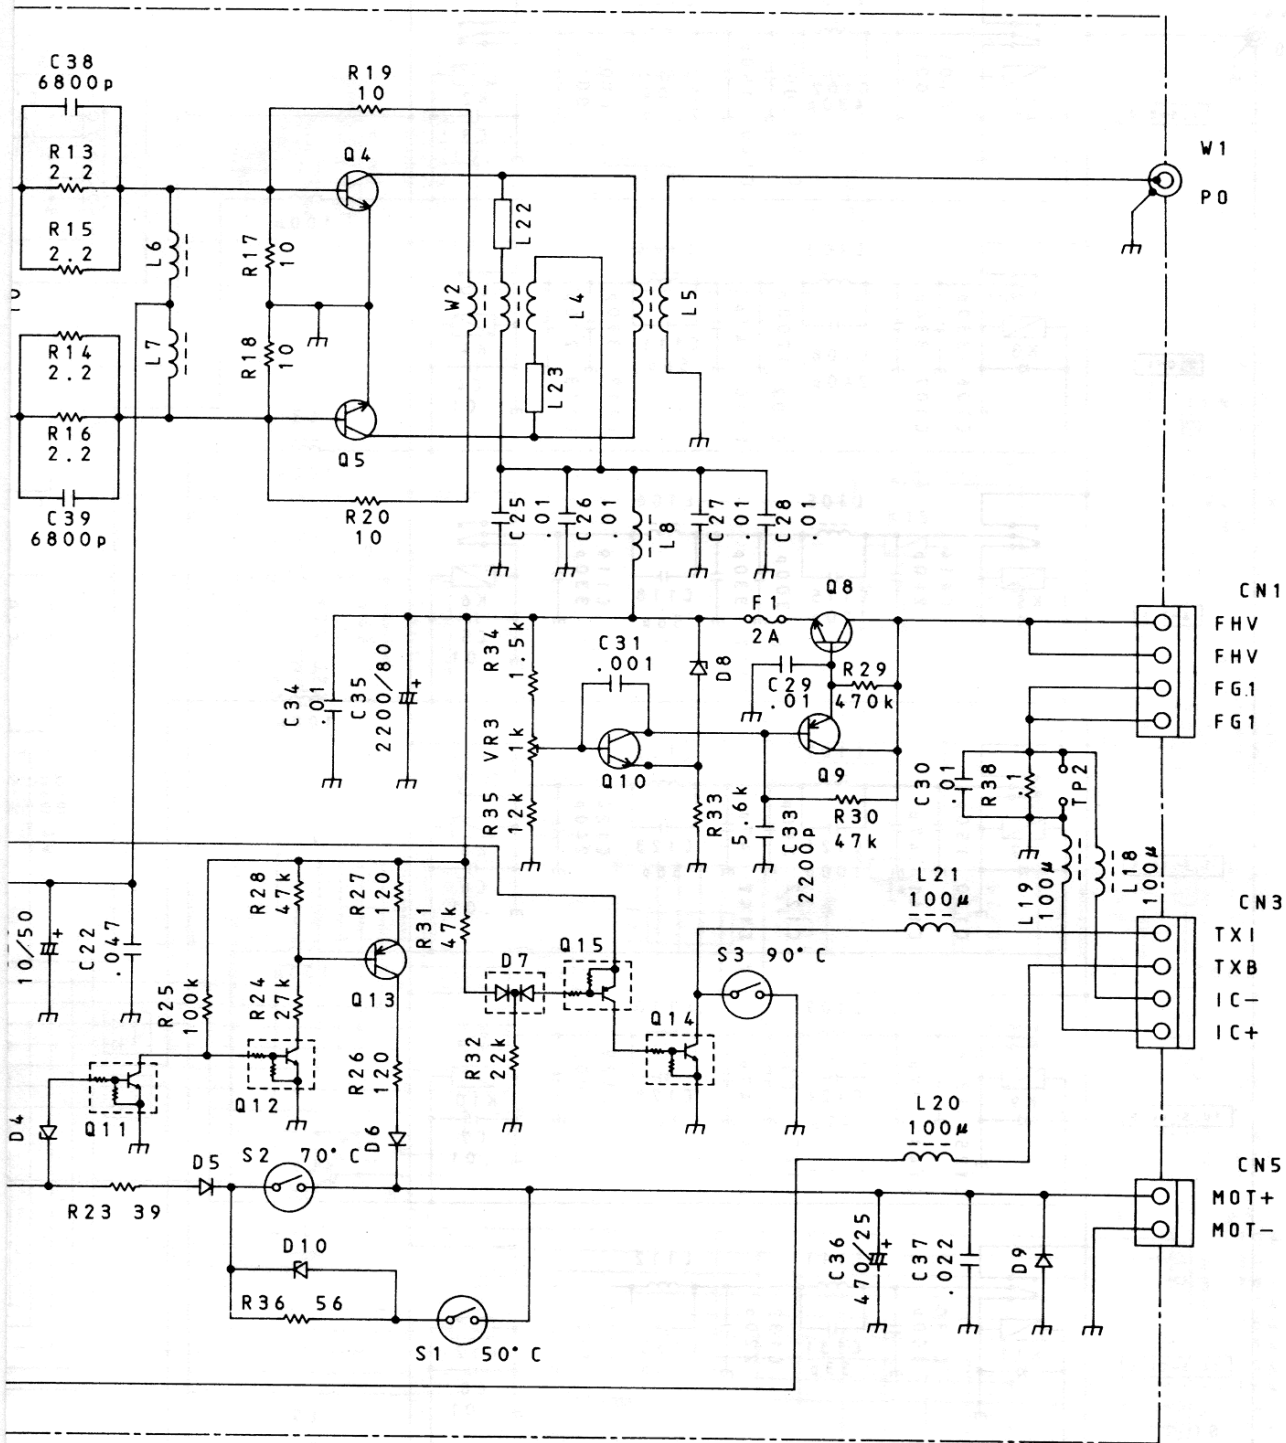 C38
6800p
R19
10
R13
2.2
Q4
W1
PO
R15
2.2
L6
R17
10
L22
W2
L4
L5
R14
2.2
L7
R18
10
L23
R16
2.2
Q5
C39
6800p
R20
10
C25
.01
C26
.01
L8
C27
.01
C28
.01
CN1
Q8
F1
2A
FHV
FHV
FG1
FG1
R34
1.5k
C31
.001
D8
R29
470k
C29
.01
C34
.01
C35
2200/80
+
VR3
1k
Q10
Q9
C30
.01
R38
.1
TP2
R35
12k
R33
5.6k
C33
2200p
R30
47k
R28
47k
R27
120
R31
47k
L21
100μ
L19
100μ
L18
100μ
CN3
TXI
TXB
IC-
IC+
10/50
+
C22
.047
R25
100k
R24
27k
Q13
D7
Q15
S3 90°C
R32
22k
Q14
R26
120
Q12
Q11
D4
D6
L20
100μ
D5
S2 70°C
CN5
MOT+
MOT-
R23 39
D10
R36 56
S1 50°C
C36
470/25
+
C37
.022
D9